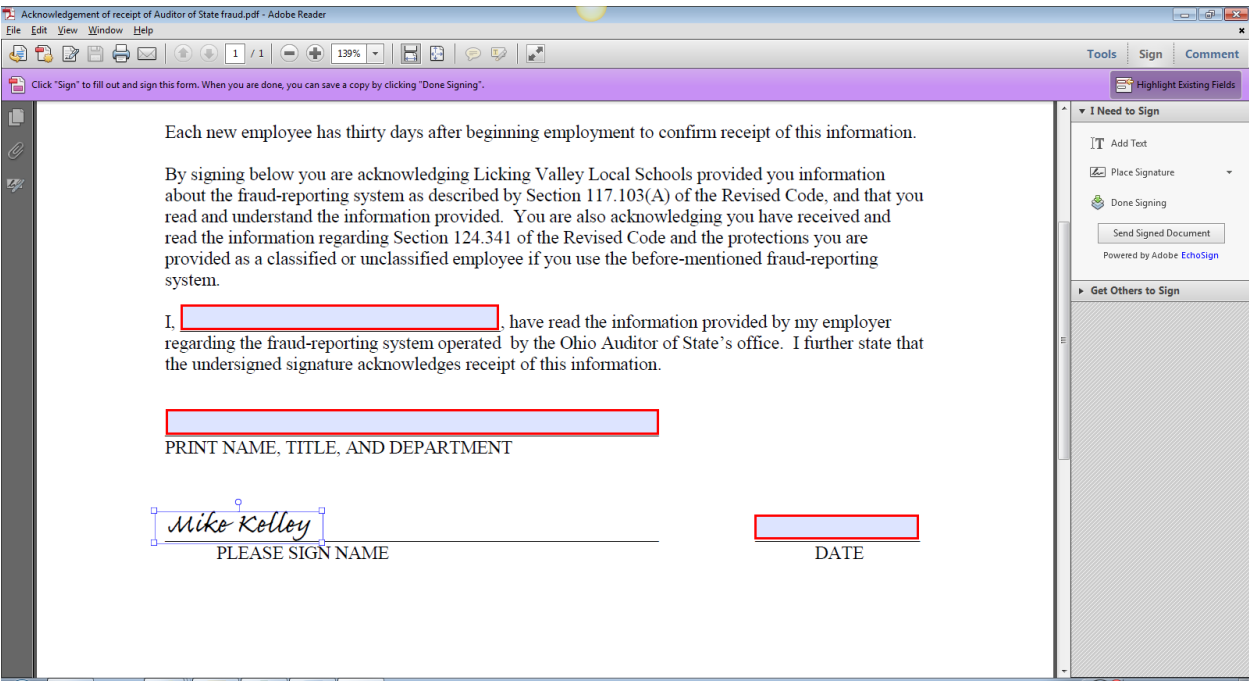 Acknowledgement of receipt of Auditor of State fraud.pdf - Adobe Reader
File Edit View Window Help
1 / 1 139% Tools Sign Comment
Click "Sign" to fill out and sign this form. When you are done, you can save a copy by clicking "Done Signing". Highlight Existing Fields
Each new employee has thirty days after beginning employment to confirm receipt of this information.
By signing below you are acknowledging Licking Valley Local Schools provided you information
about the fraud-reporting system as described by Section 117.103(A) of the Revised Code, and that you
read and understand the information provided. You are also acknowledging you have received and
read the information regarding Section 124.341 of the Revised Code and the protections you are
provided as a classified or unclassified employee if you use the before-mentioned fraud-reporting
system.
I, , have read the information provided by my employer
regarding the fraud-reporting system operated by the Ohio Auditor of State's office. I further state that
the undersigned signature acknowledges receipt of this information.
PRINT NAME, TITLE, AND DEPARTMENT
Mike Kelley
PLEASE SIGN NAME DATE
I Need to Sign
T Add Text
Place Signature
Done Signing
Send Signed Document
Powered by Adobe EchoSign
Get Others to Sign